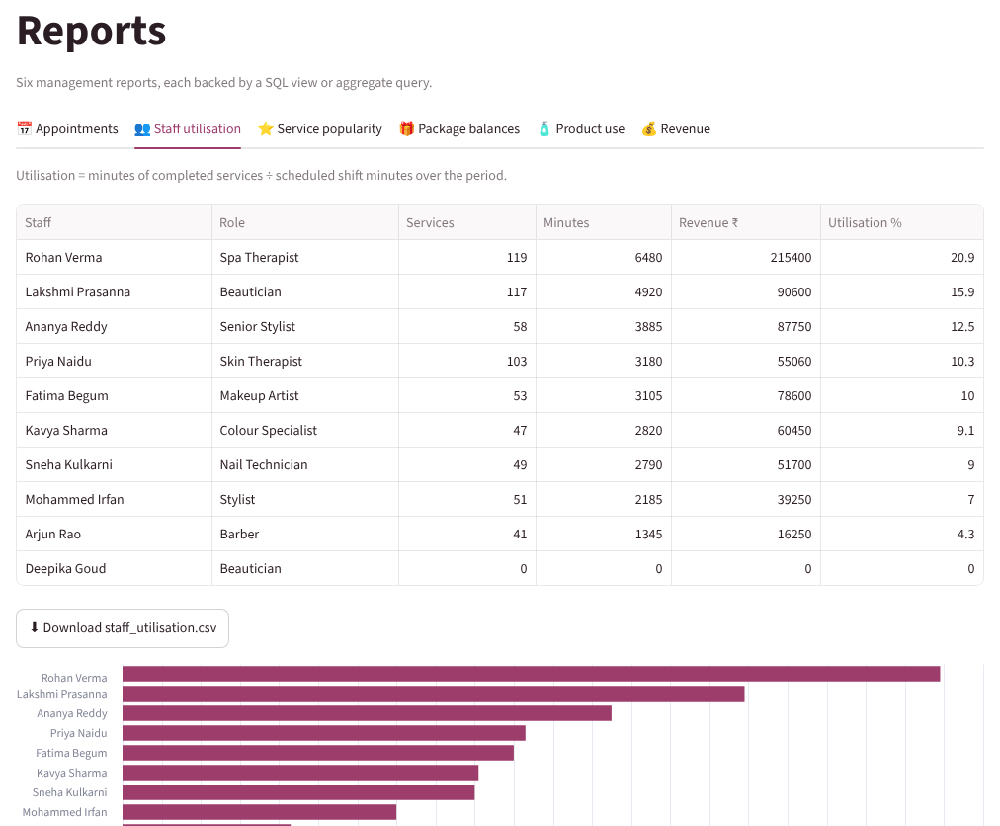 Reports
Six management reports, each backed by a SQL view or aggregate query.
📅 Appointments 👥 Staff utilisation ⭐ Service popularity 🎁 Package balances 🧴 Product use 💰 Revenue
Utilisation = minutes of completed services ÷ scheduled shift minutes over the period.
Staff Role Services Minutes Revenue ₹ Utilisation %
Rohan Verma Spa Therapist 119 6480 215400 20.9
Lakshmi Prasanna Beautician 117 4920 90600 15.9
Ananya Reddy Senior Stylist 58 3885 87750 12.5
Priya Naidu Skin Therapist 103 3180 55060 10.3
Fatima Begum Makeup Artist 53 3105 78600 10
Kavya Sharma Colour Specialist 47 2820 60450 9.1
Sneha Kulkarni Nail Technician 49 2790 51700 9
Mohammed Irfan Stylist 51 2185 39250 7
Arjun Rao Barber 41 1345 16250 4.3
Deepika Goud Beautician 0 0 0 0
⬇ Download staff_utilisation.csv
Rohan Verma
Lakshmi Prasanna
Ananya Reddy
Priya Naidu
Fatima Begum
Kavya Sharma
Sneha Kulkarni
Mohammed Irfan